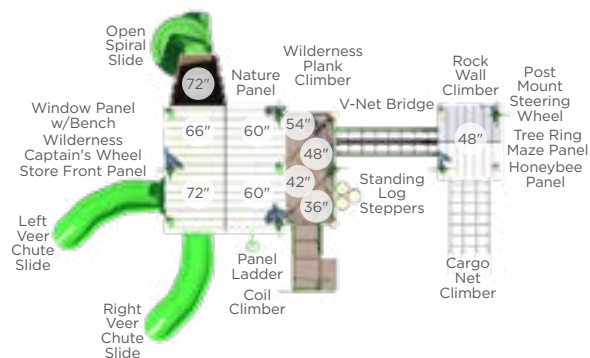 Open
Spiral
Slide
72"
Nature
Panel
Wilderness
Plank
Climber
V-Net Bridge
Rock
Wall
Climber
Post
Mount
Steering
Wheel
Tree Ring
Maze Panel
Honeybee
Panel
Window Panel
w/Bench
Wilderness
Captain's Wheel
Store Front Panel
66"
60"
54"
48"
48"
72"
60"
42"
36"
Standing
Log
Steppers
Left
Veer
Chute
Slide
Right
Veer
Chute
Slide
Panel
Ladder
Coil
Climber
Cargo
Net
Climber